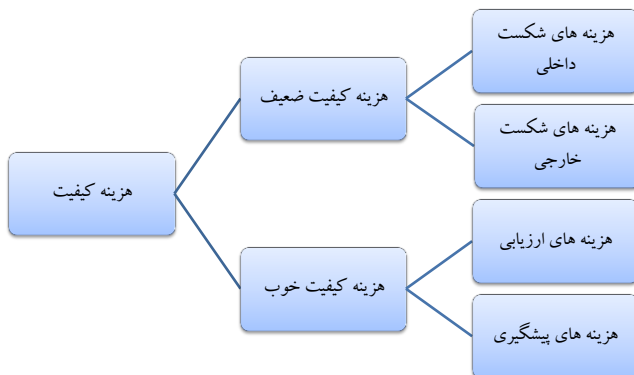 هزینه های شکست
داخلی
هزینه کیفیت ضعیف
هزینه های شکست
خارجی
هزینه کیفیت
هزینه های ارزیابی
هزینه کیفیت خوب
هزینه های پیشگیری